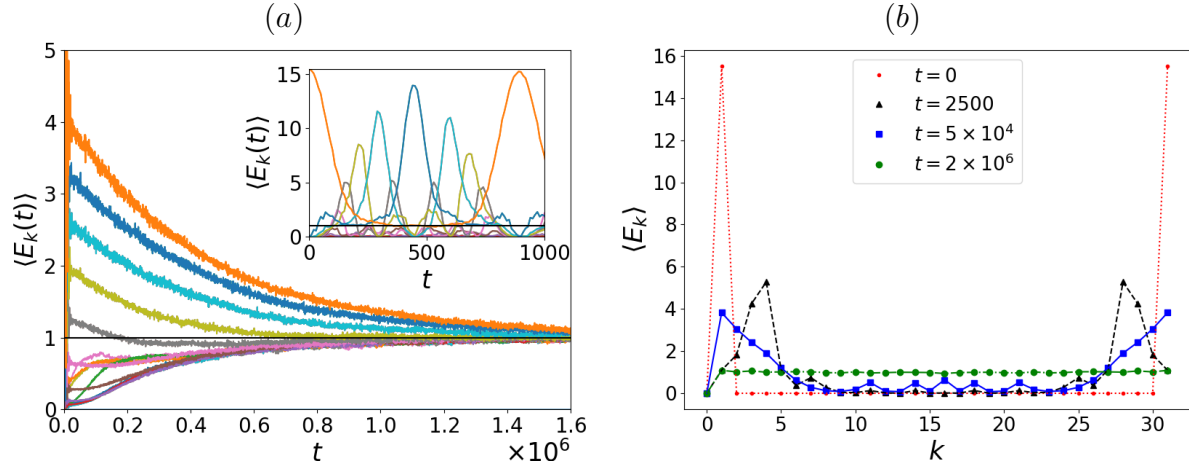 (a)
5
4
3
2
1
0
⟨E_k(t)⟩
0.0 0.2 0.4 0.6 0.8 1.0 1.2 1.4 1.6
t
×10^6
15
10
5
0
⟨E_k(t)⟩
0 500 1000
t
(b)
16
14
12
10
8
6
4
2
0
⟨E_k⟩
t = 0
t = 2500
t = 5 × 10^4
t = 2 × 10^6
0 5 10 15 20 25 30
k